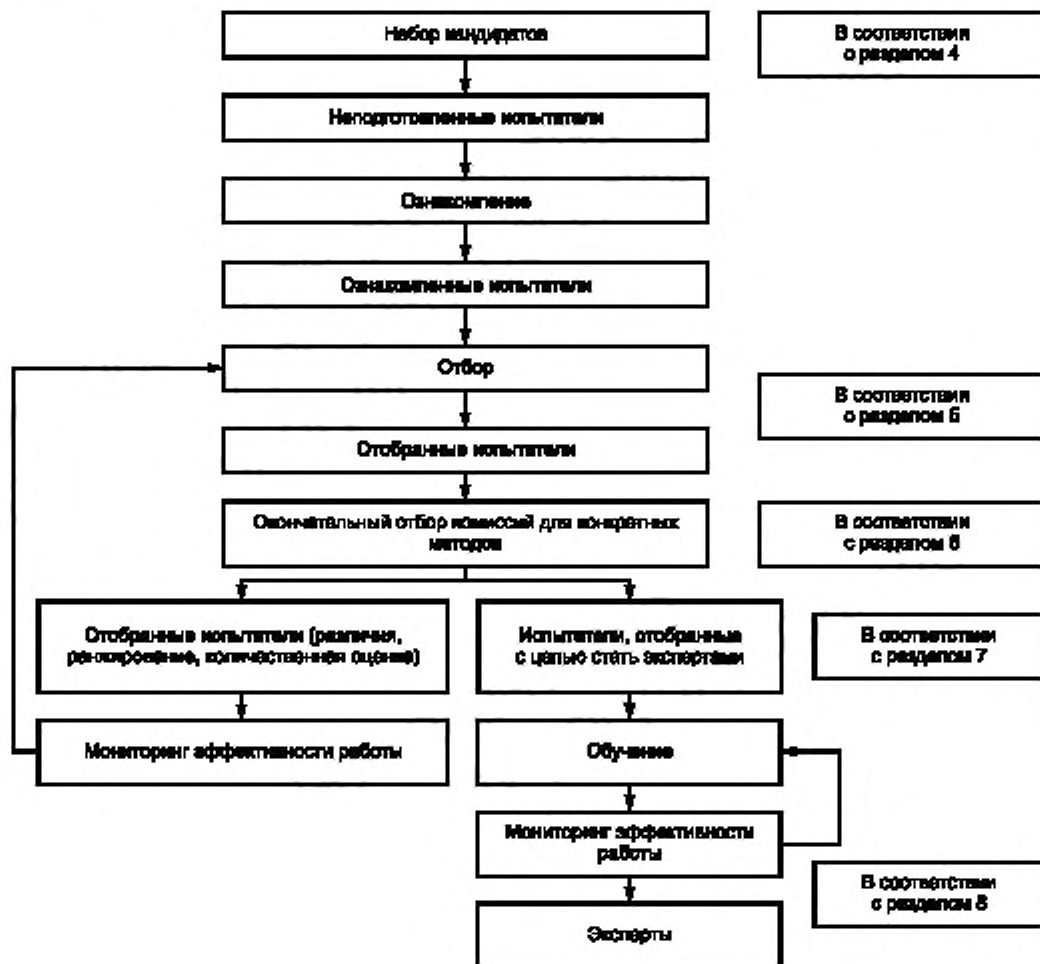 Набор кандидатов
В соответствии
с разделом 4
Неподготовленные испытатели
Ознакомление
Ознакомленные испытатели
Отбор
В соответствии
с разделом 5
Отобранные испытатели
Окончательный отбор комиссий для конкретных
методов
В соответствии
с разделом 6
Отобранные испытатели (различия,
ранжирование, количественная оценка)
Испытатели, отобранные
с целью стать экспертами
В соответствии
с разделом 7
Мониторинг эффективности работы
Обучение
Мониторинг эффективности
работы
В соответствии
с разделом 8
Эксперты